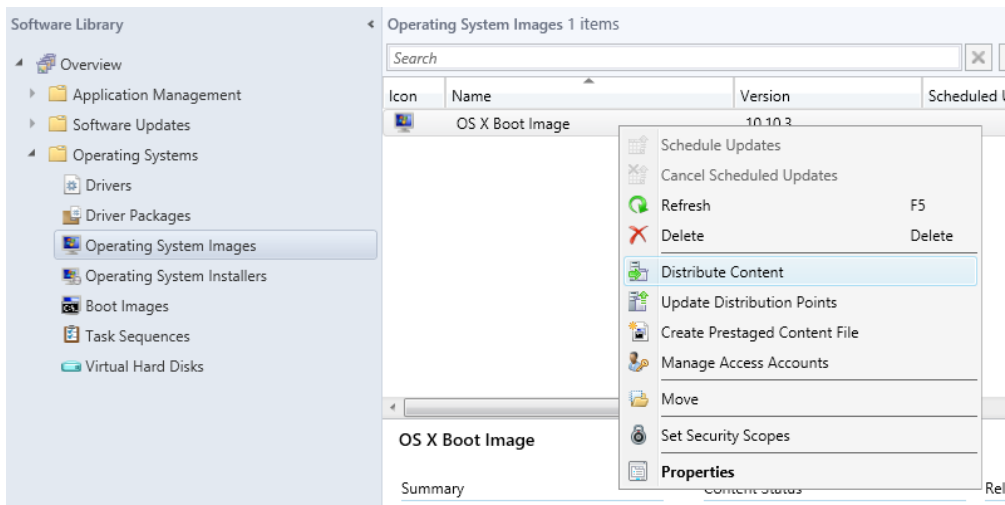 Software Library
Overview
Application Management
Software Updates
Operating Systems
Drivers
Driver Packages
Operating System Images
Operating System Installers
Boot Images
Task Sequences
Virtual Hard Disks
Operating System Images 1 items
Search
Icon Name Version Scheduled
OS X Boot Image 10.10.3
Schedule Updates
Cancel Scheduled Updates
Refresh F5
Delete Delete
Distribute Content
Update Distribution Points
Create Prestaged Content File
Manage Access Accounts
Move
Set Security Scopes
Properties
OS X Boot Image
Summary Content Status